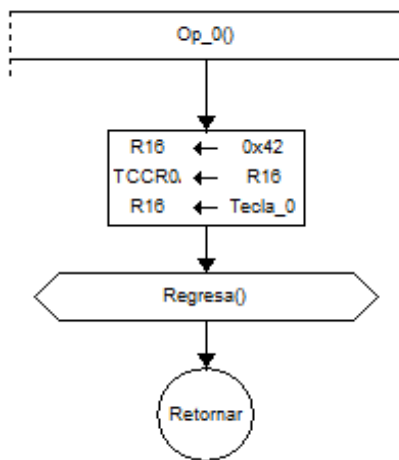 Op_0()
R16 ← 0x42
TCCR0. ← R16
R16 ← Tecla_0
Regresa()
Retornar